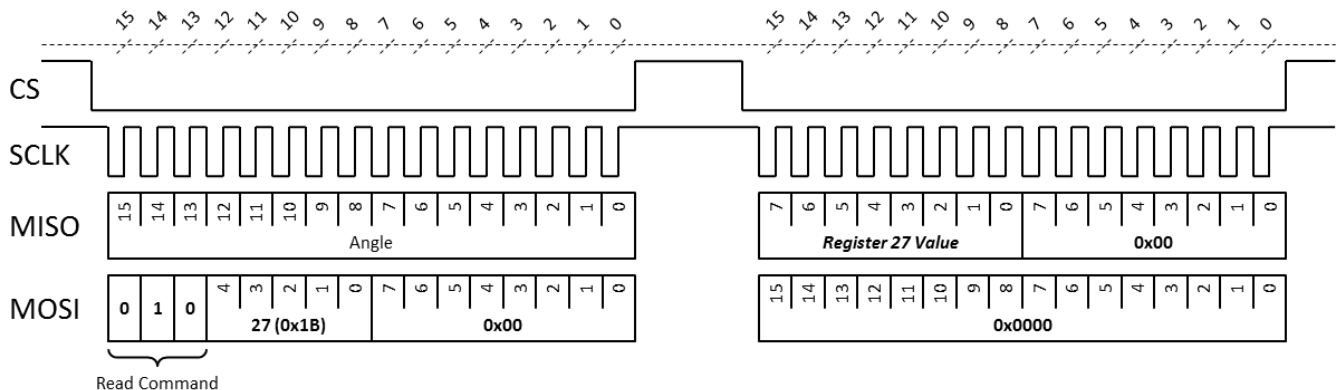 15 14 13 12 11 10 9 8 7 6 5 4 3 2 1 0 15 14 13 12 11 10 9 8 7 6 5 4 3 2 1 0
CS
SCLK
MISO 15 14 13 12 11 10 9 8 7 6 5 4 3 2 1 0 7 6 5 4 3 2 1 0 7 6 5 4 3 2 1 0
Angle Register 27 Value 0x00
MOSI 0 1 0 4 3 2 1 0 7 6 5 4 3 2 1 0 15 14 13 12 11 10 9 8 7 6 5 4 3 2 1 0
27 (0x1B) 0x00 0x0000
Read Command